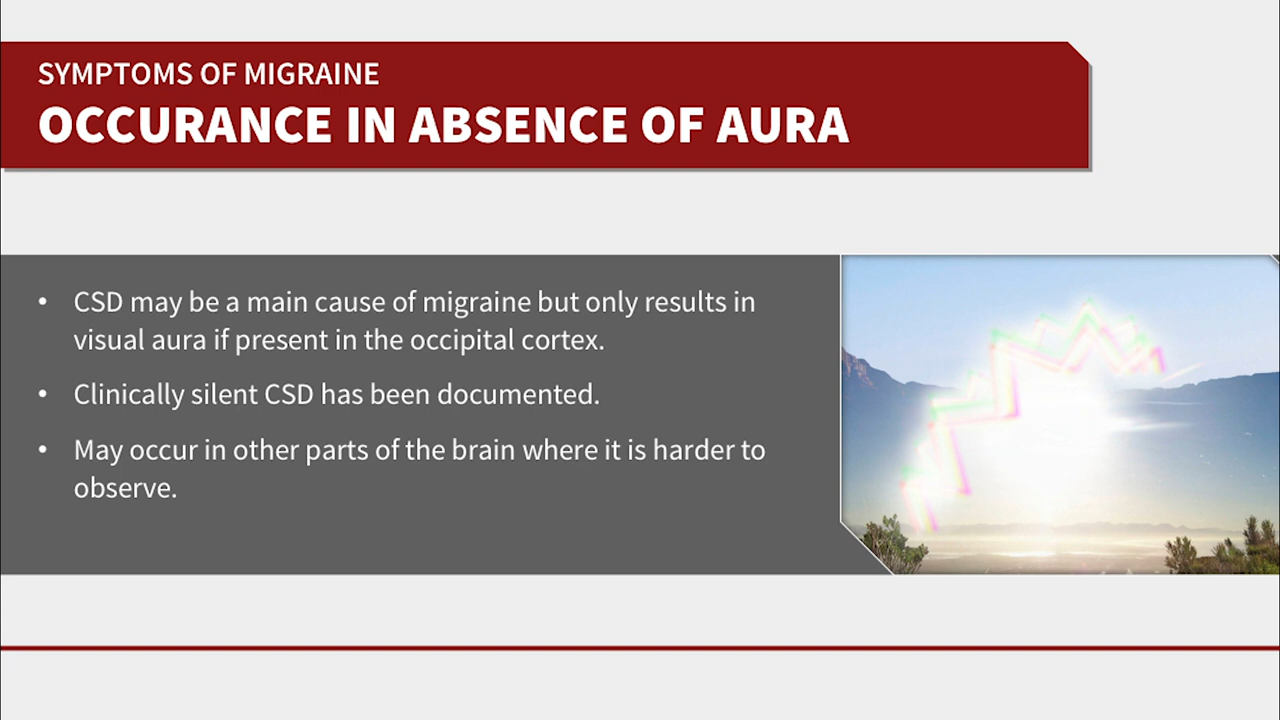 SYMPTOMS OF MIGRAINE
OCCURANCE IN ABSENCE OF AURA
• CSD may be a main cause of migraine but only results in
visual aura if present in the occipital cortex.
• Clinically silent CSD has been documented.
• May occur in other parts of the brain where it is harder to
observe.